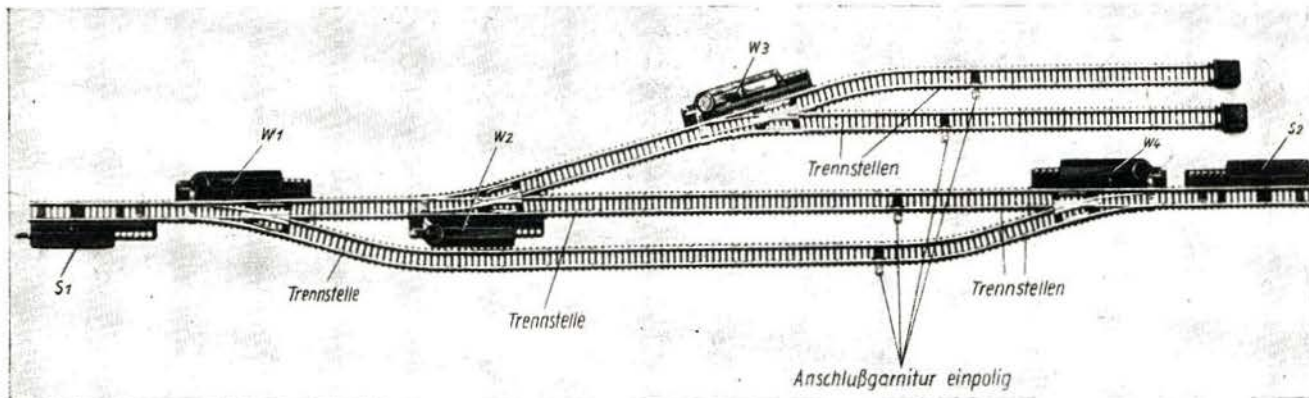 W3
W1
W2
Trennstellen
W4
S2
S1
Trennstelle
Trennstelle
Trennstellen
Anschlußgarnitur einpolig